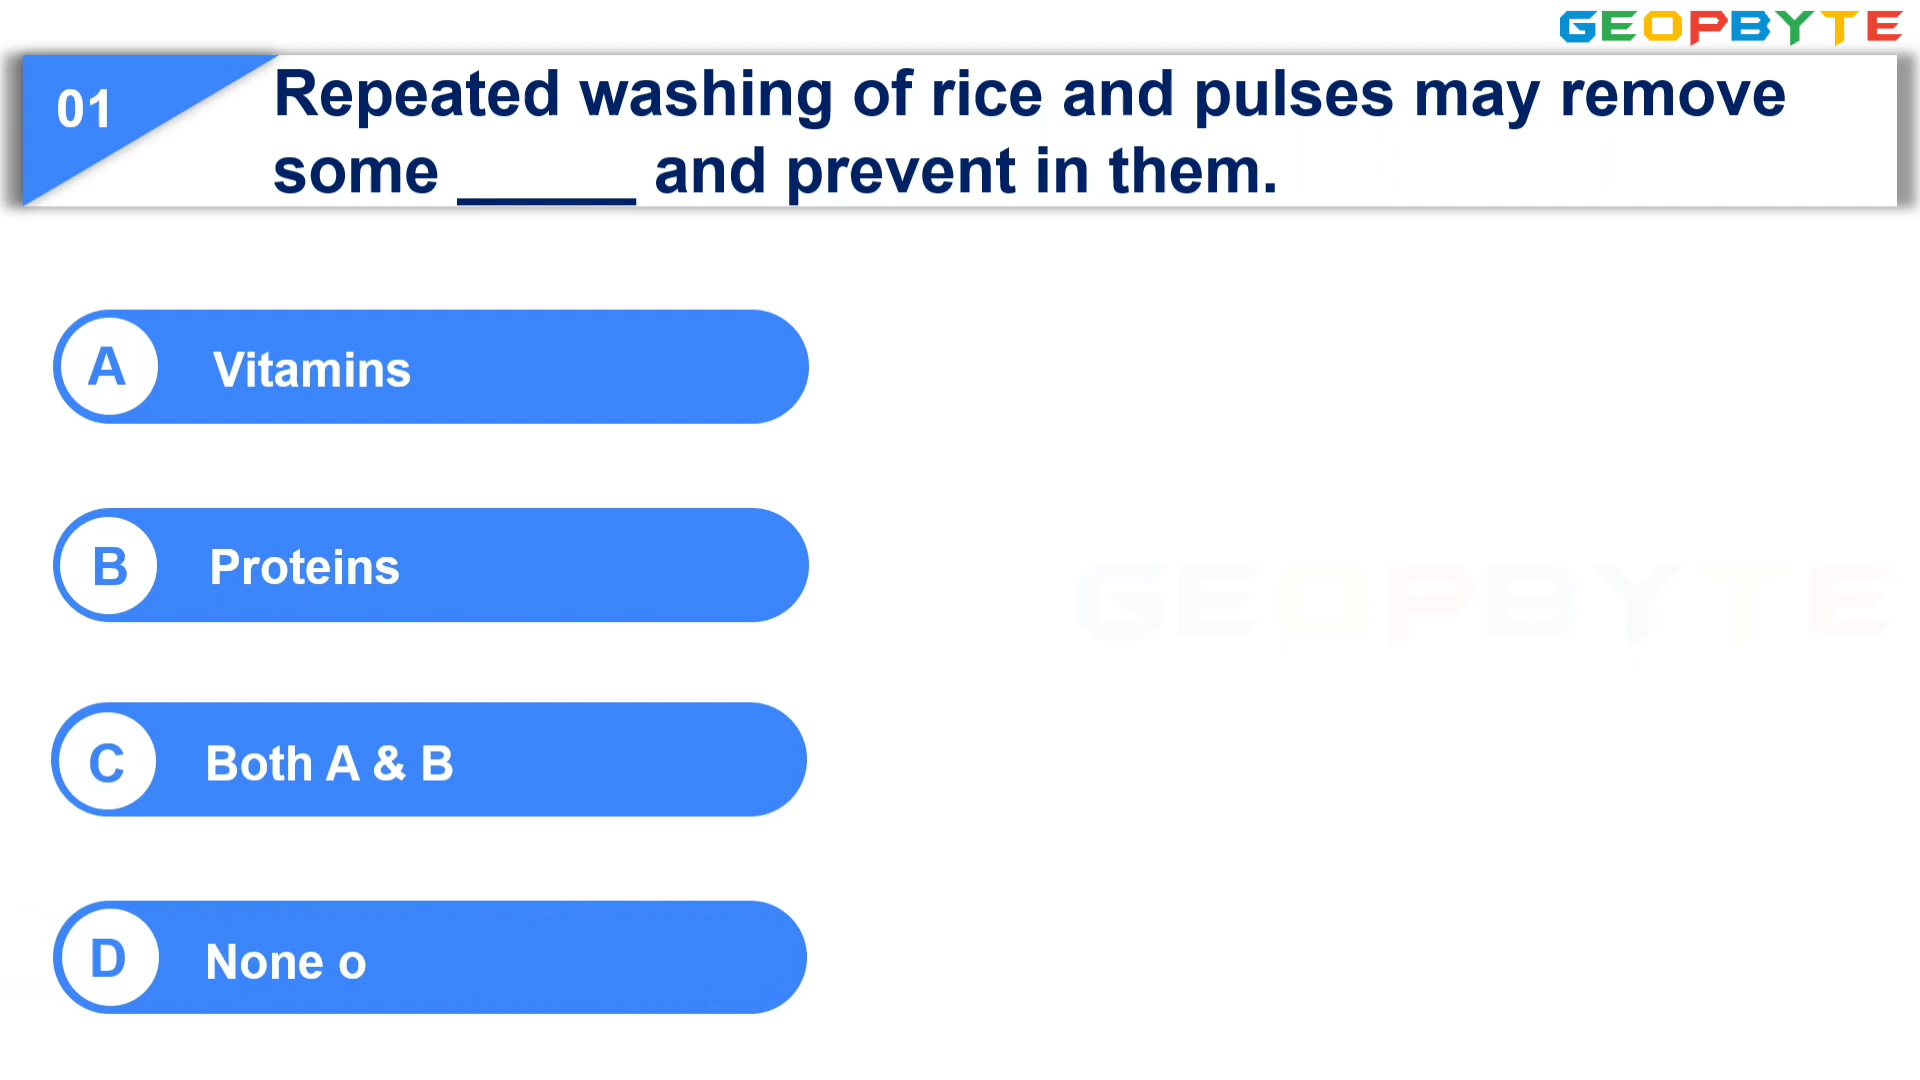 GEOPBYTE
01
Repeated washing of rice and pulses may remove
some _____ and prevent in them.
A Vitamins
B Proteins
GEOPBYTE
C Both A & B
D None o